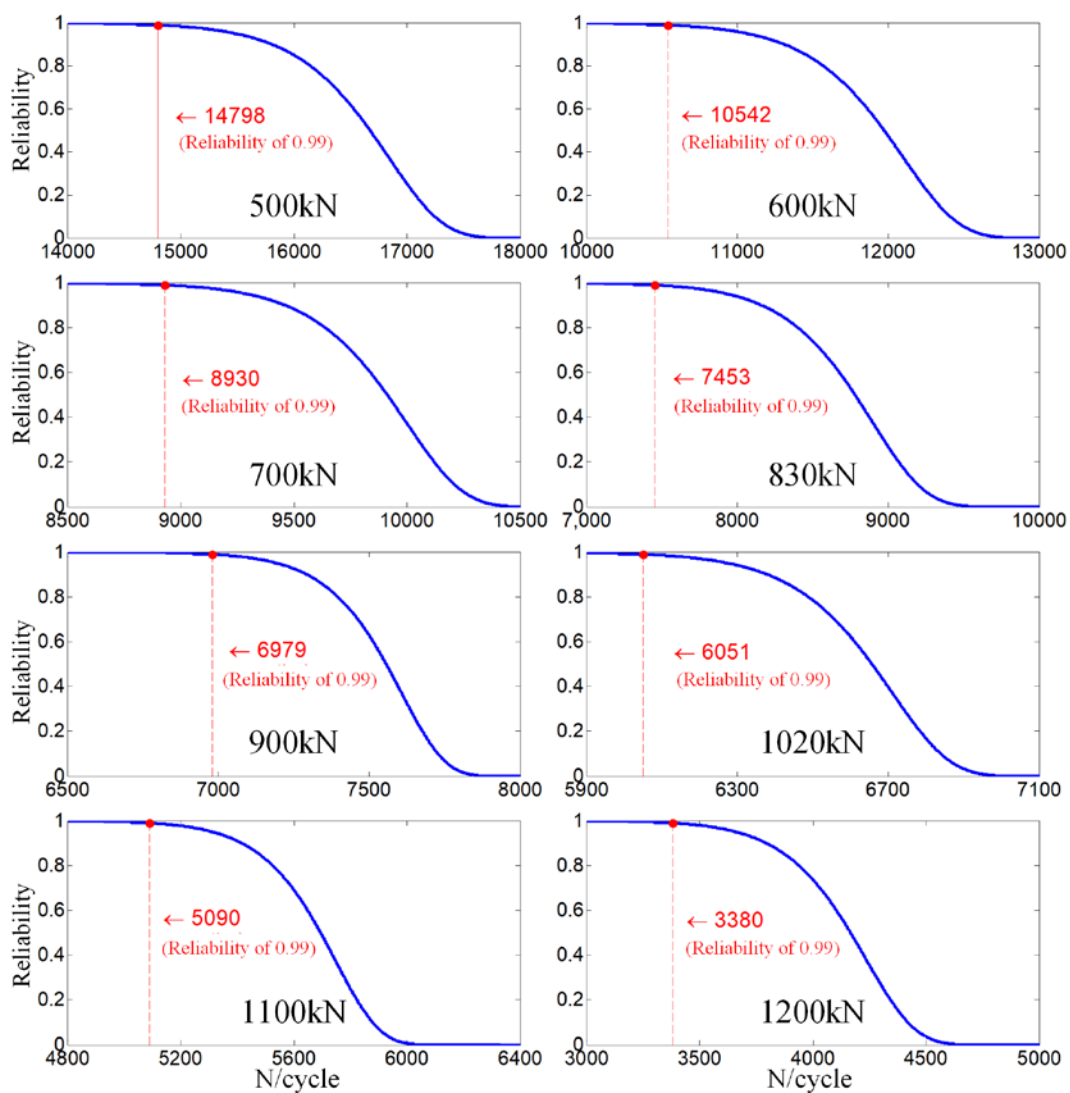 1
0.8
0.6
0.4
0.2
0
Reliability
← 14798
(Reliability of 0.99)
500kN
14000 15000 16000 17000 18000
1
0.8
0.6
0.4
0.2
0
← 10542
(Reliability of 0.99)
600kN
10000 11000 12000 13000
1
0.8
0.6
0.4
0.2
0
Reliability
← 8930
(Reliability of 0.99)
700kN
8500 9000 9500 10000 10500
1
0.8
0.6
0.4
0.2
0
← 7453
(Reliability of 0.99)
830kN
7,000 8000 9000 10000
1
0.8
0.6
0.4
0.2
0
Reliability
← 6979
(Reliability of 0.99)
900kN
6500 7000 7500 8000
1
0.8
0.6
0.4
0.2
0
← 6051
(Reliability of 0.99)
1020kN
5900 6300 6700 7100
1
0.8
0.6
0.4
0.2
0
Reliability
← 5090
(Reliability of 0.99)
1100kN
4800 5200 5600 6000 6400
N/cycle
1
0.8
0.6
0.4
0.2
0
← 3380
(Reliability of 0.99)
1200kN
3000 3500 4000 4500 5000
N/cycle